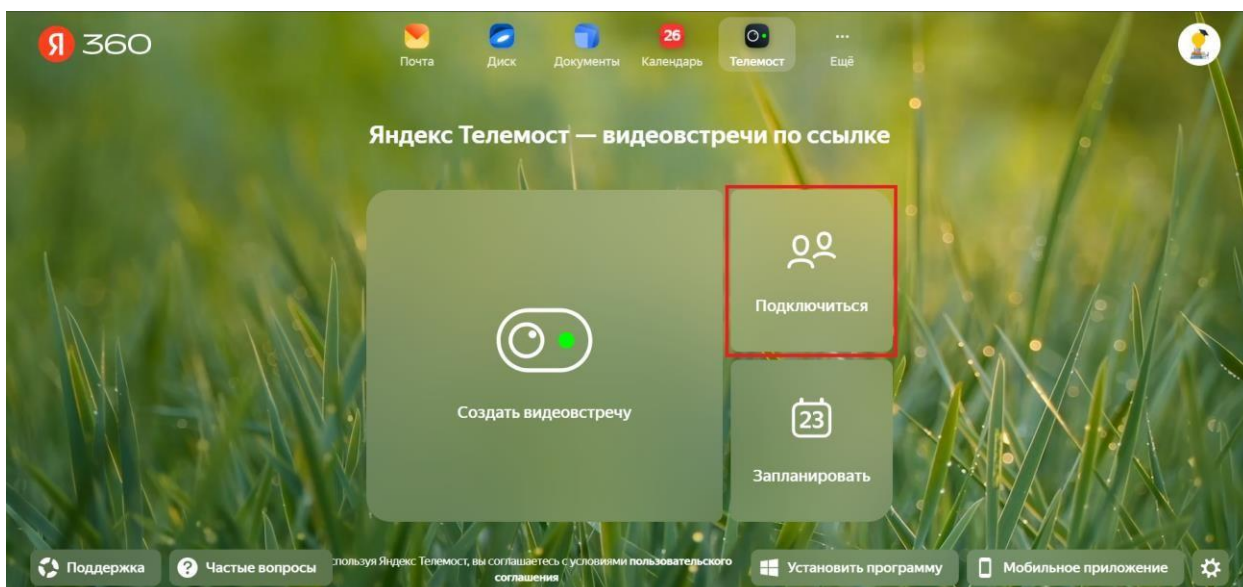 Я 360
26
Почта
Диск
Документы
Календарь
Телемост
Ещё
Яндекс Телемост — видеовстречи по ссылке
Подключиться
Создать видеовстречу
23
Запланировать
Поддержка
Частые вопросы
пользуя Яндекс Телемост, вы соглашаетесь с условиями пользовательского
соглашения
Установить программу
Мобильное приложение